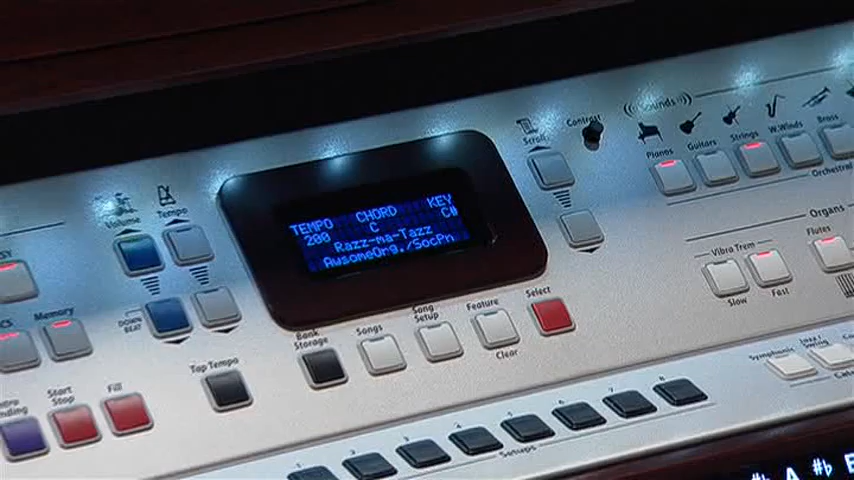 Sounds
Contrast
Scroll
Pianos
Guitars
Strings
W.Winds
Brass
Orchestral
Volume
Tempo
TEMPO CHORD KEY
200 C C#
Razz-ma-Tazz
AwsomeOrg./SocPn
Organs
Vibra Trem
Flutes
Slow
Fast
Memory
DOWN
BEAT
Tap Tempo
Bank
Storage
Songs
Song
Setup
Feature
Select
Clear
Start
Stop
Fill
Symphonic
Jazz/
Swing
1 2 3 4 5 6 7 8
Setups
#♭ A #♭